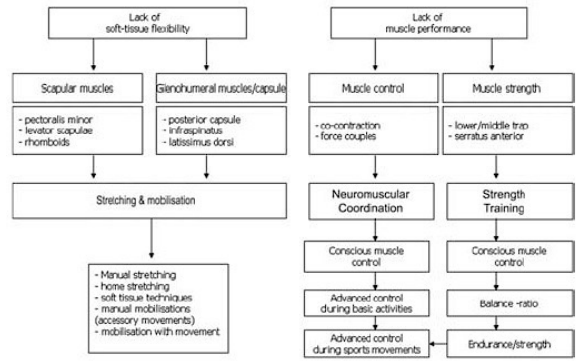 Lack of
soft-tissue flexibility
Lack of
muscle performance
Scapular muscles
Glenohumeral muscles/capsule
Muscle control
Muscle strength
- pectoralis minor
- levator scapulae
- rhomboids
- posterior capsule
- infraspinatus
- latissimus dorsi
- co-contraction
- force couples
- lower/middle trap
- serratus anterior
Stretching & mobilisation
Neuromuscular
Coordination
Strength
Training
- Manual stretching
- home stretching
- soft tissue techniques
- manual mobilisations
(accessory movements)
- mobilisation with movement
Conscious muscle
control
Conscious muscle
control
Advanced control
during basic activities
Balance -ratio
Advanced control
during sports movements
Endurance/strength